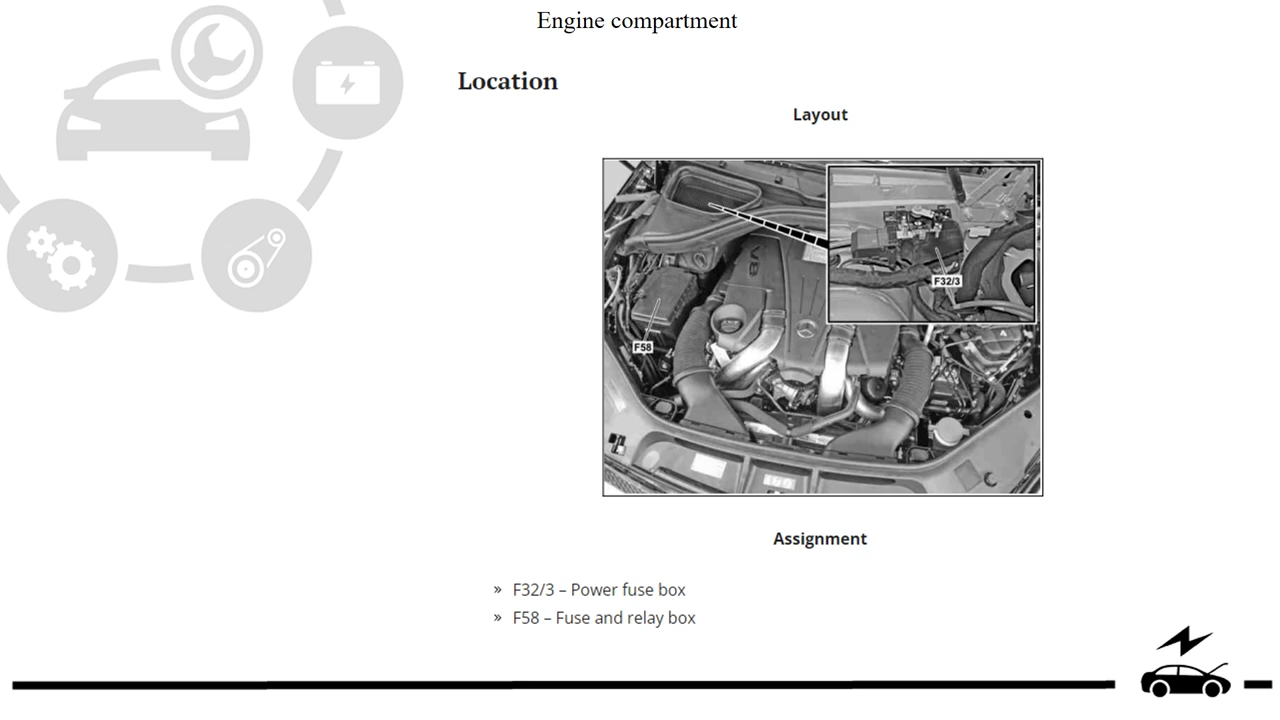 Engine compartment
Location
Layout
V8
F32/3
F58
Assignment
» F32/3 – Power fuse box
» F58 – Fuse and relay box